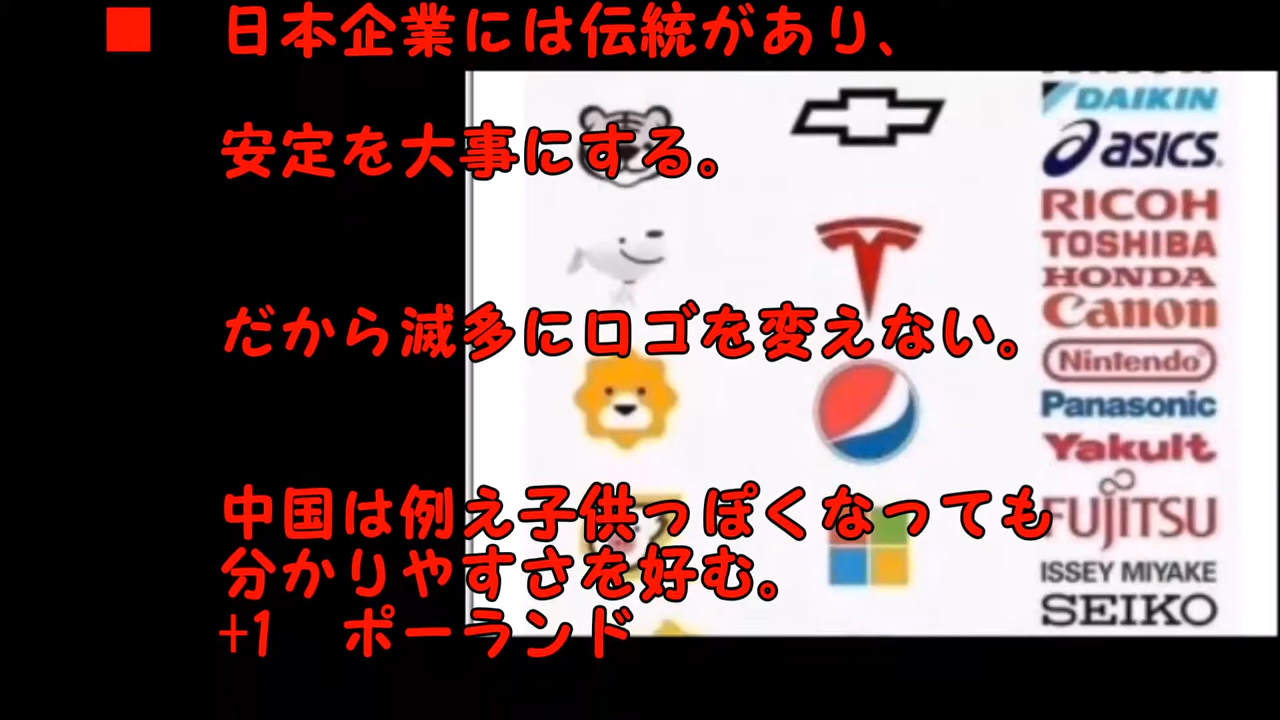 ■ 日本企業には伝統があり、
安定を大事にする。
だから滅多にロゴを変えない。
中国は例え子供っぽくなっても
分かりやすさを好む。
+1 ポーランド
DAIKIN
asics
RICOH
TOSHIBA
HONDA
Canon
Nintendo
Panasonic
Yakult
FUJITSU
ISSEY MIYAKE
SEIKO